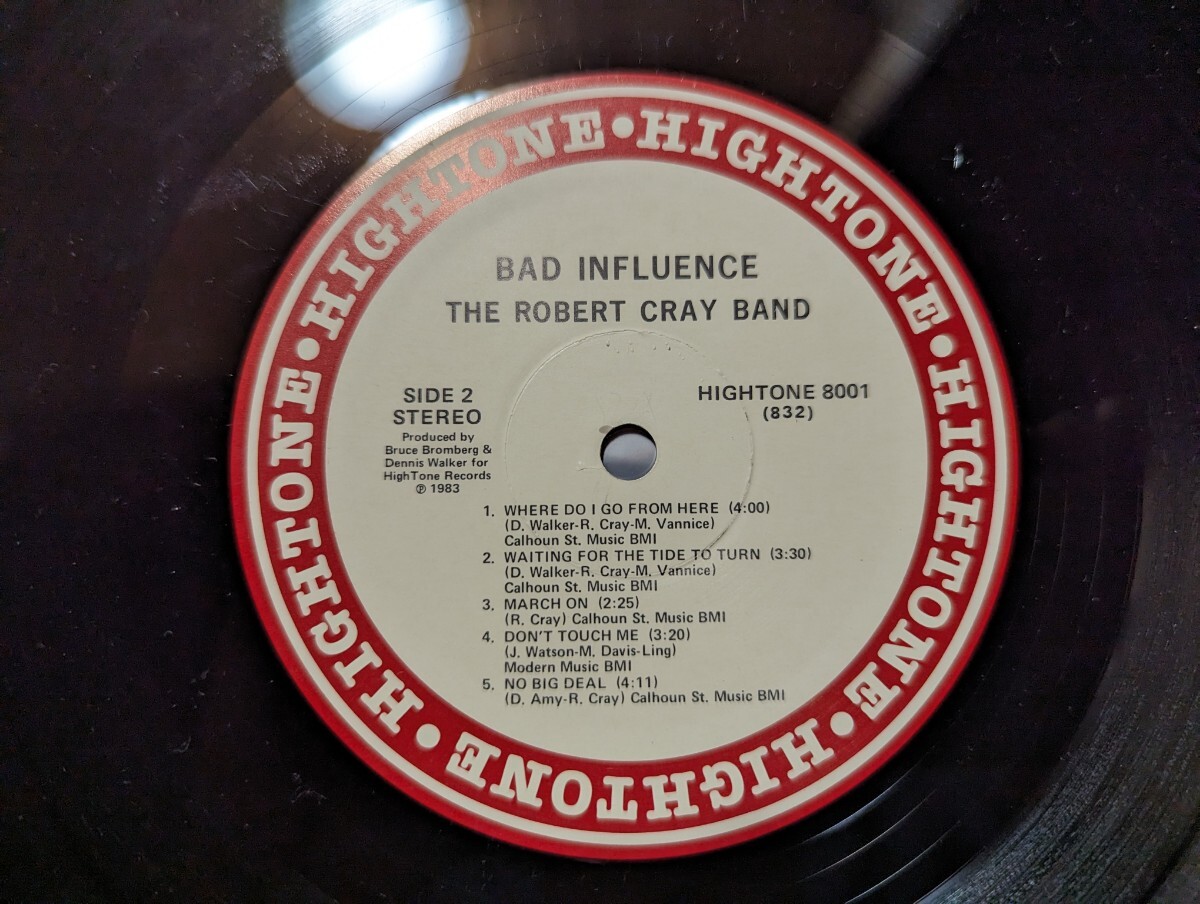 HIGHTONE • HIGHTONE • HIGHTONE • HIGHTONE • HIGHTONE • HIGHTONE •
BAD INFLUENCE
THE ROBERT CRAY BAND
SIDE 2
STEREO
Produced by
Bruce Bromberg &
Dennis Walker for
HighTone Records
℗ 1983
HIGHTONE 8001
(832)
1. WHERE DO I GO FROM HERE (4:00)
(D. Walker-R. Cray-M. Vannice)
Calhoun St. Music BMI
2. WAITING FOR THE TIDE TO TURN (3:30)
(D. Walker-R. Cray-M. Vannice)
Calhoun St. Music BMI
3. MARCH ON (2:25)
(R. Cray) Calhoun St. Music BMI
4. DON'T TOUCH ME (3:20)
(J. Watson-M. Davis-Ling)
Modern Music BMI
5. NO BIG DEAL (4:11)
(D. Amy-R. Cray) Calhoun St. Music BMI